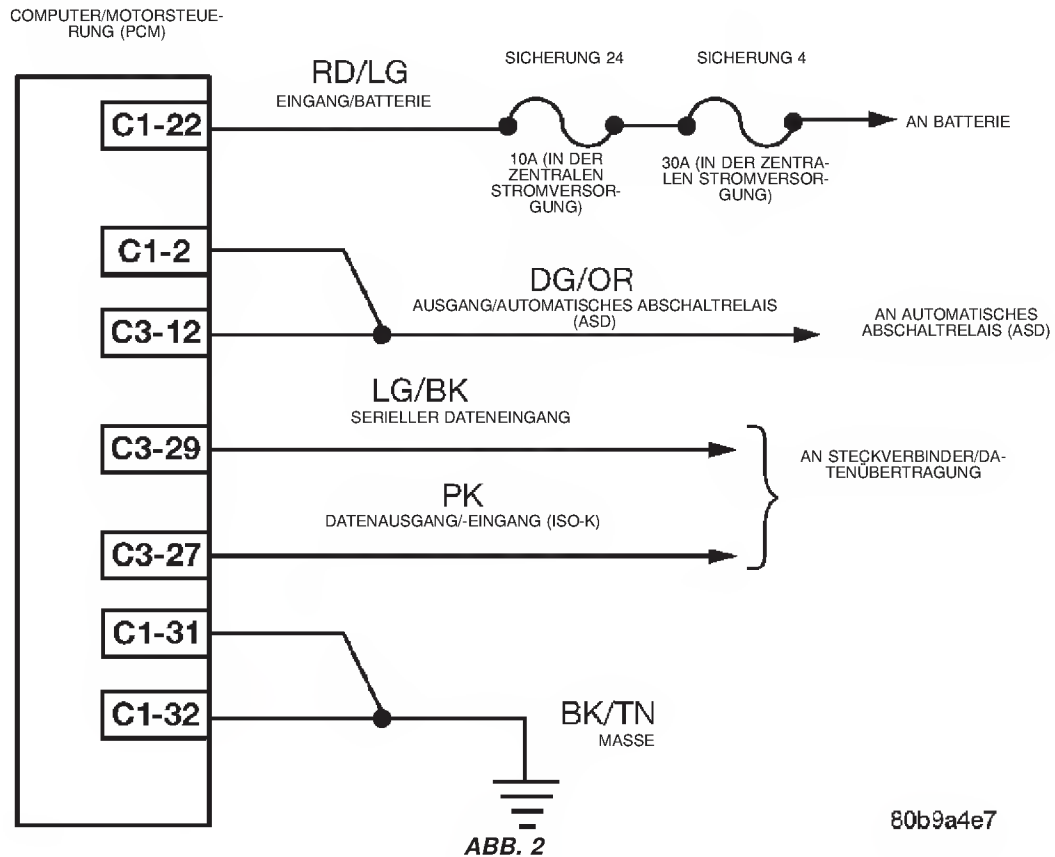 COMPUTER/MOTORSTEUE-
RUNG (PCM)
SICHERUNG 24
SICHERUNG 4
RD/LG
EINGANG/BATTERIE
C1-22
AN BATTERIE
10A (IN DER
ZENTRALEN
STROMVERSOR-
GUNG)
30A (IN DER ZENTRA-
LEN STROMVERSOR-
GUNG)
C1-2
DG/OR
AUSGANG/AUTOMATISCHES ABSCHALTRELAIS
(ASD)
C3-12
AN AUTOMATISCHES
ABSCHALTRELAIS (ASD)
LG/BK
SERIELLER DATENEINGANG
C3-29
AN STECKVERBINDER/DA-
TENÜBERTRAGUNG
PK
DATENAUSGANG/-EINGANG (ISO-K)
C3-27
C1-31
C1-32
BK/TN
MASSE
ABB. 2
80b9a4e7